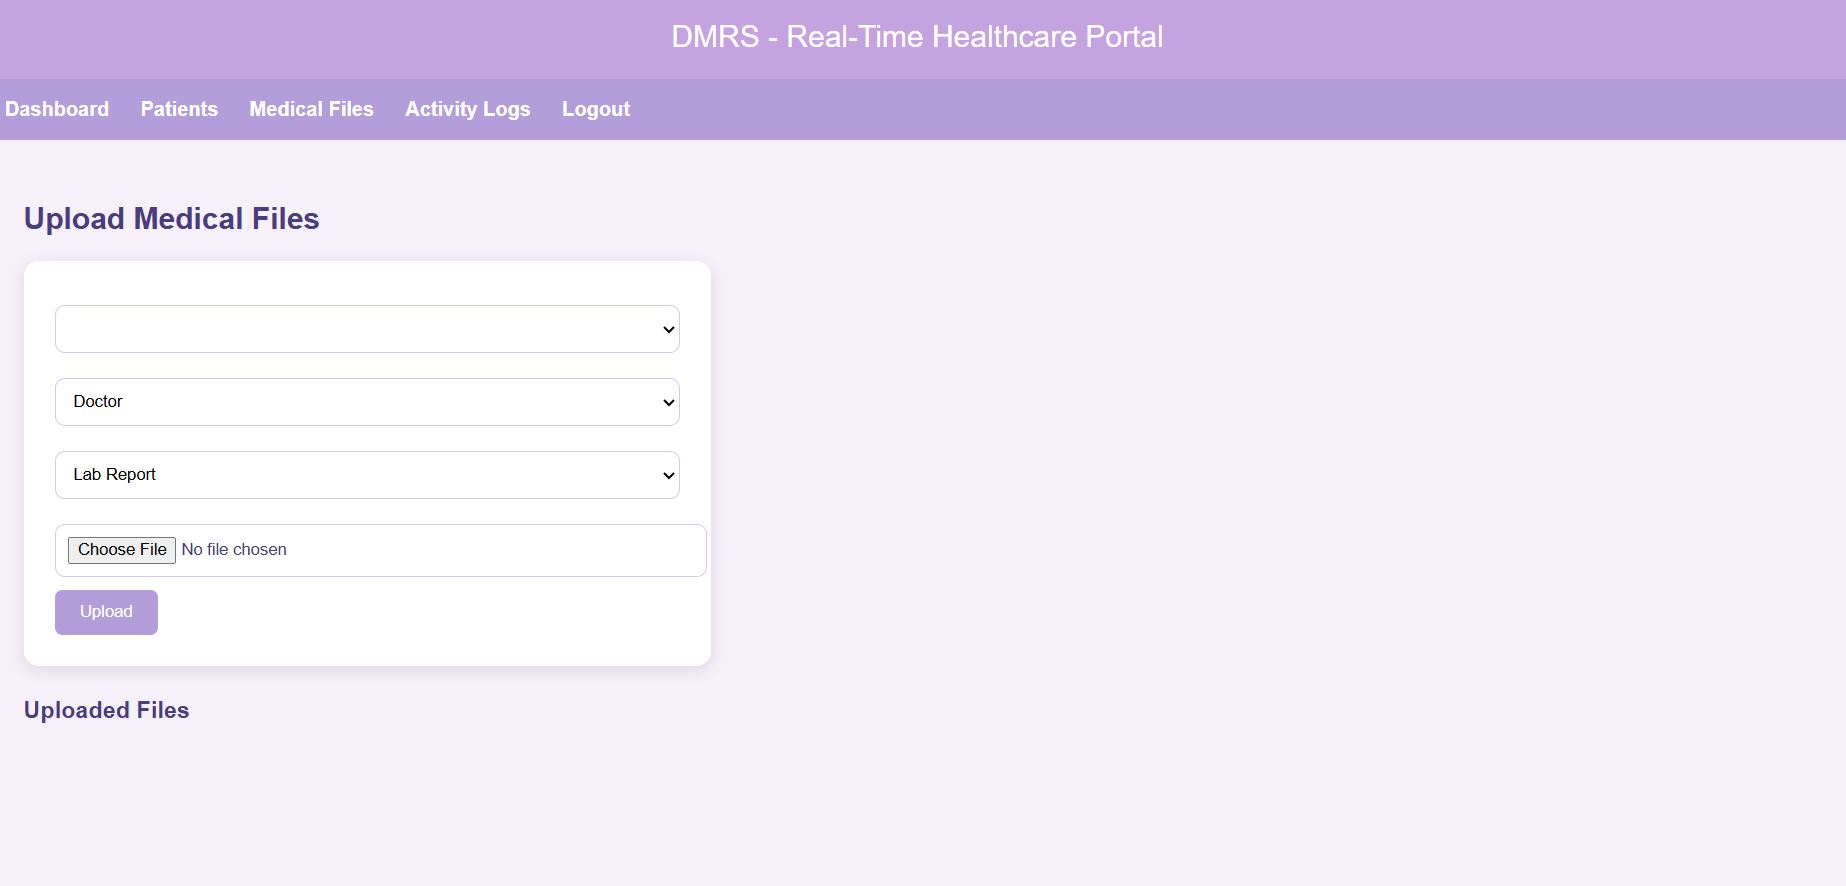 DMRS - Real-Time Healthcare Portal
Dashboard Patients Medical Files Activity Logs Logout
Upload Medical Files
Doctor
Lab Report
Choose File No file chosen
Upload
Uploaded Files